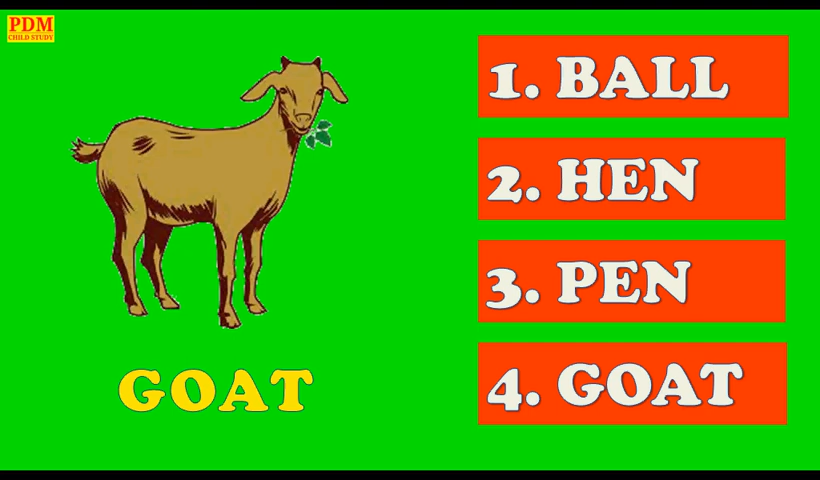 PDM
CHILD STUDY
1. BALL
2. HEN
3. PEN
4. GOAT
GOAT